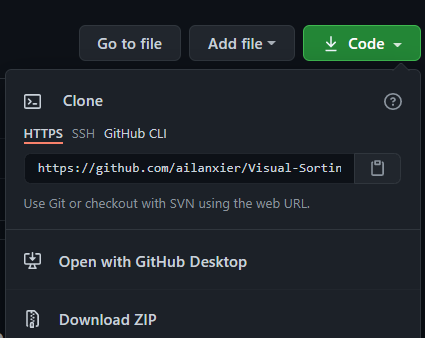 Go to file Add file Code
Clone
HTTPS SSH GitHub CLI
https://github.com/ailanxier/Visual-Sortin
Use Git or checkout with SVN using the web URL.
Open with GitHub Desktop
Download ZIP